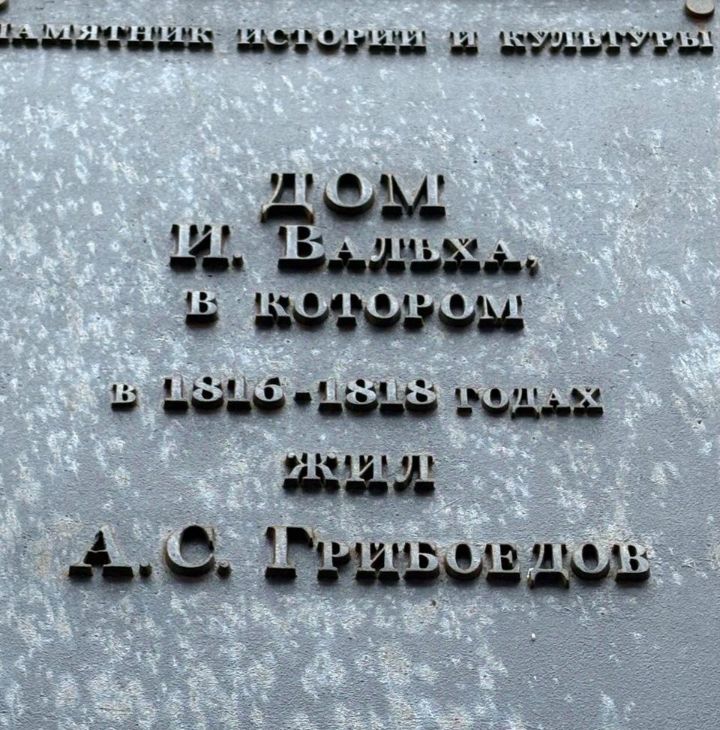 ПАМЯТНИК ИСТОРИИ И КУЛЬТУРЫ
ДОМ
И. ВАЛЬХА,
В КОТОРОМ
В 1816-1818 ГОДАХ
ЖИЛ
А.С. ГРИБОЕДОВ